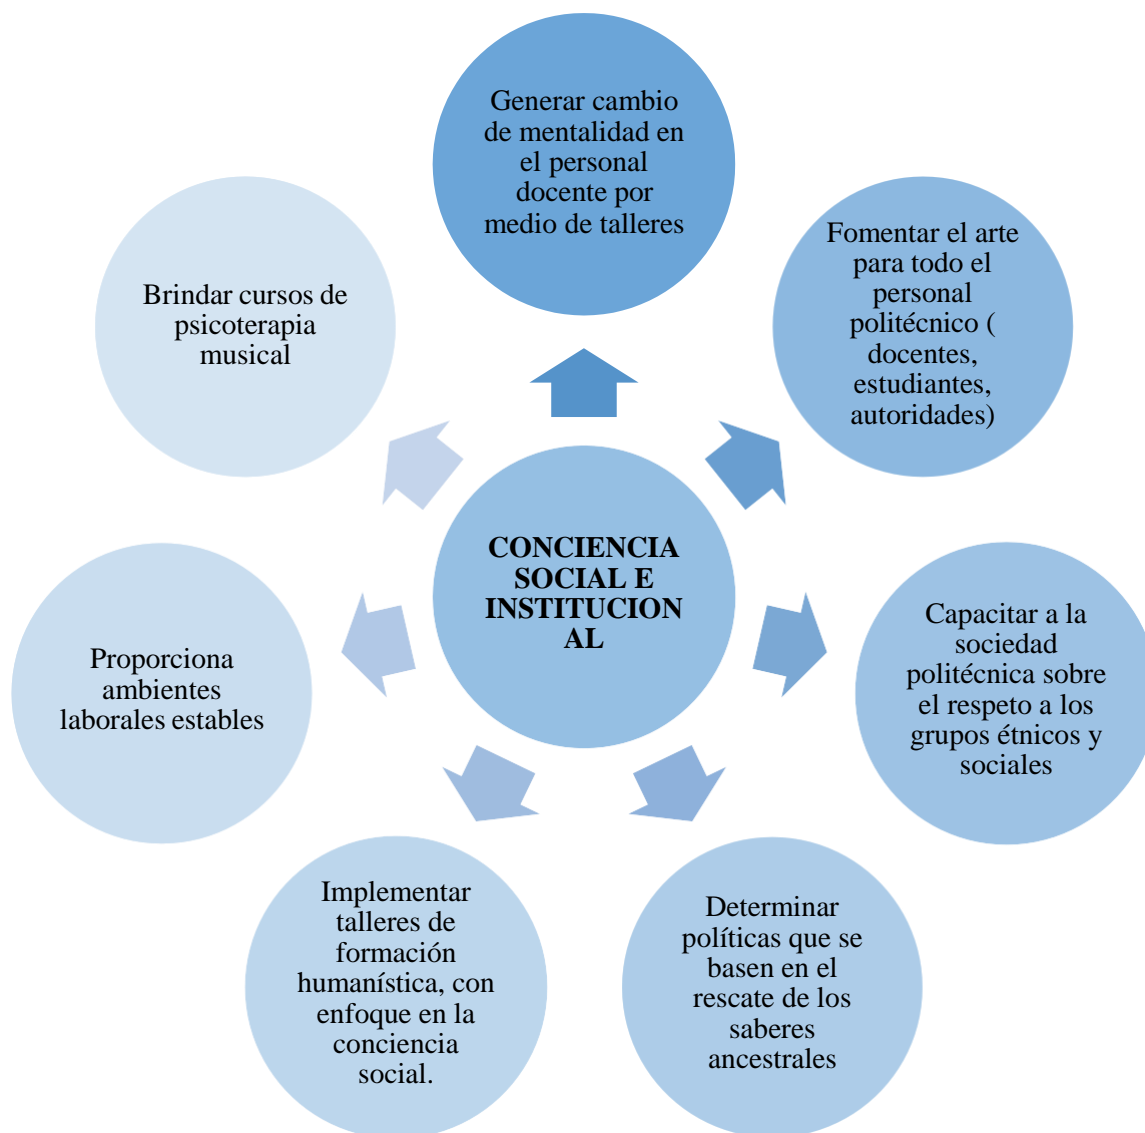 Generar cambio
de mentalidad en
el personal
docente por
medio de talleres
Fomentar el arte
para todo el
personal
politécnico (
docentes,
estudiantes,
autoridades)
Capacitar a la
sociedad
politécnica sobre
el respeto a los
grupos étnicos y
sociales
Determinar
políticas que se
basen en el
rescate de los
saberes
ancestrales
Implementar
talleres de
formación
humanística, con
enfoque en la
conciencia
social.
Proporciona
ambientes
laborales estables
Brindar cursos de
psicoterapia
musical
CONCIENCIA
SOCIAL E
INSTITUCION
AL